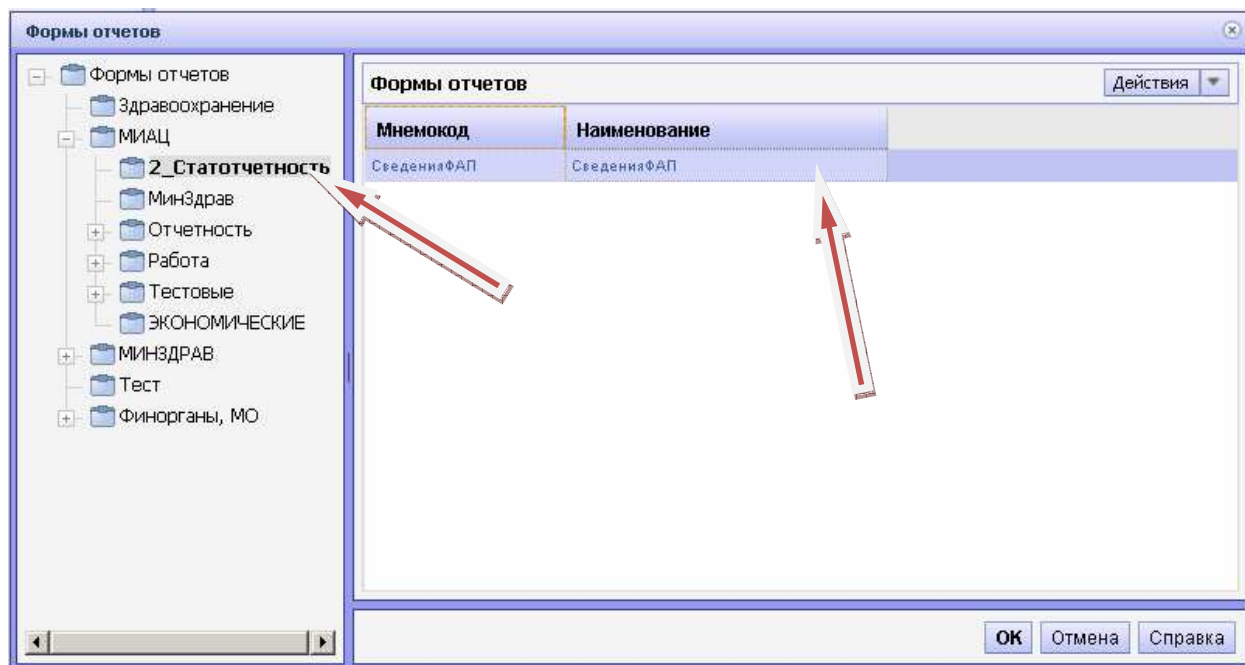 Формы отчетов
Формы отчетов
Здравоохранение
МИАЦ
2_Статотчетность
МинЗдрав
Отчетность
Работа
Тестовые
ЭКОНОМИЧЕСКИЕ
МИНЗДРАВ
Тест
Финорганы, МО
Формы отчетов
Действия
Мнемокод Наименование
СведенияФАП СведенияФАП
ОК Отмена Справка